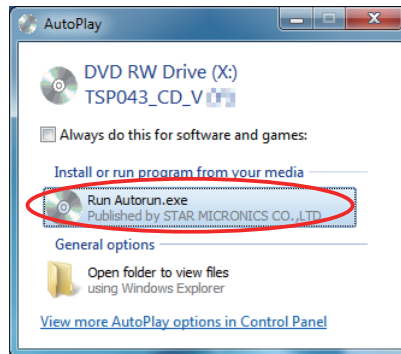 AutoPlay
DVD RW Drive (X:)
TSP043_CD_V
Always do this for software and games:
Install or run program from your media
Run Autorun.exe
Published by STAR MICRONICS CO.,LTD
General options
Open folder to view files
using Windows Explorer
View more AutoPlay options in Control Panel